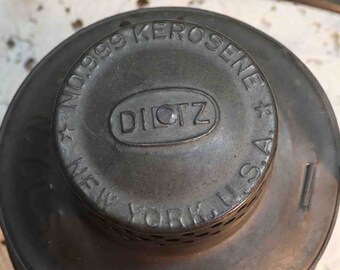 ★ NO.999 KEROSENE ★
DIETZ
NEW YORK, U.S.A.